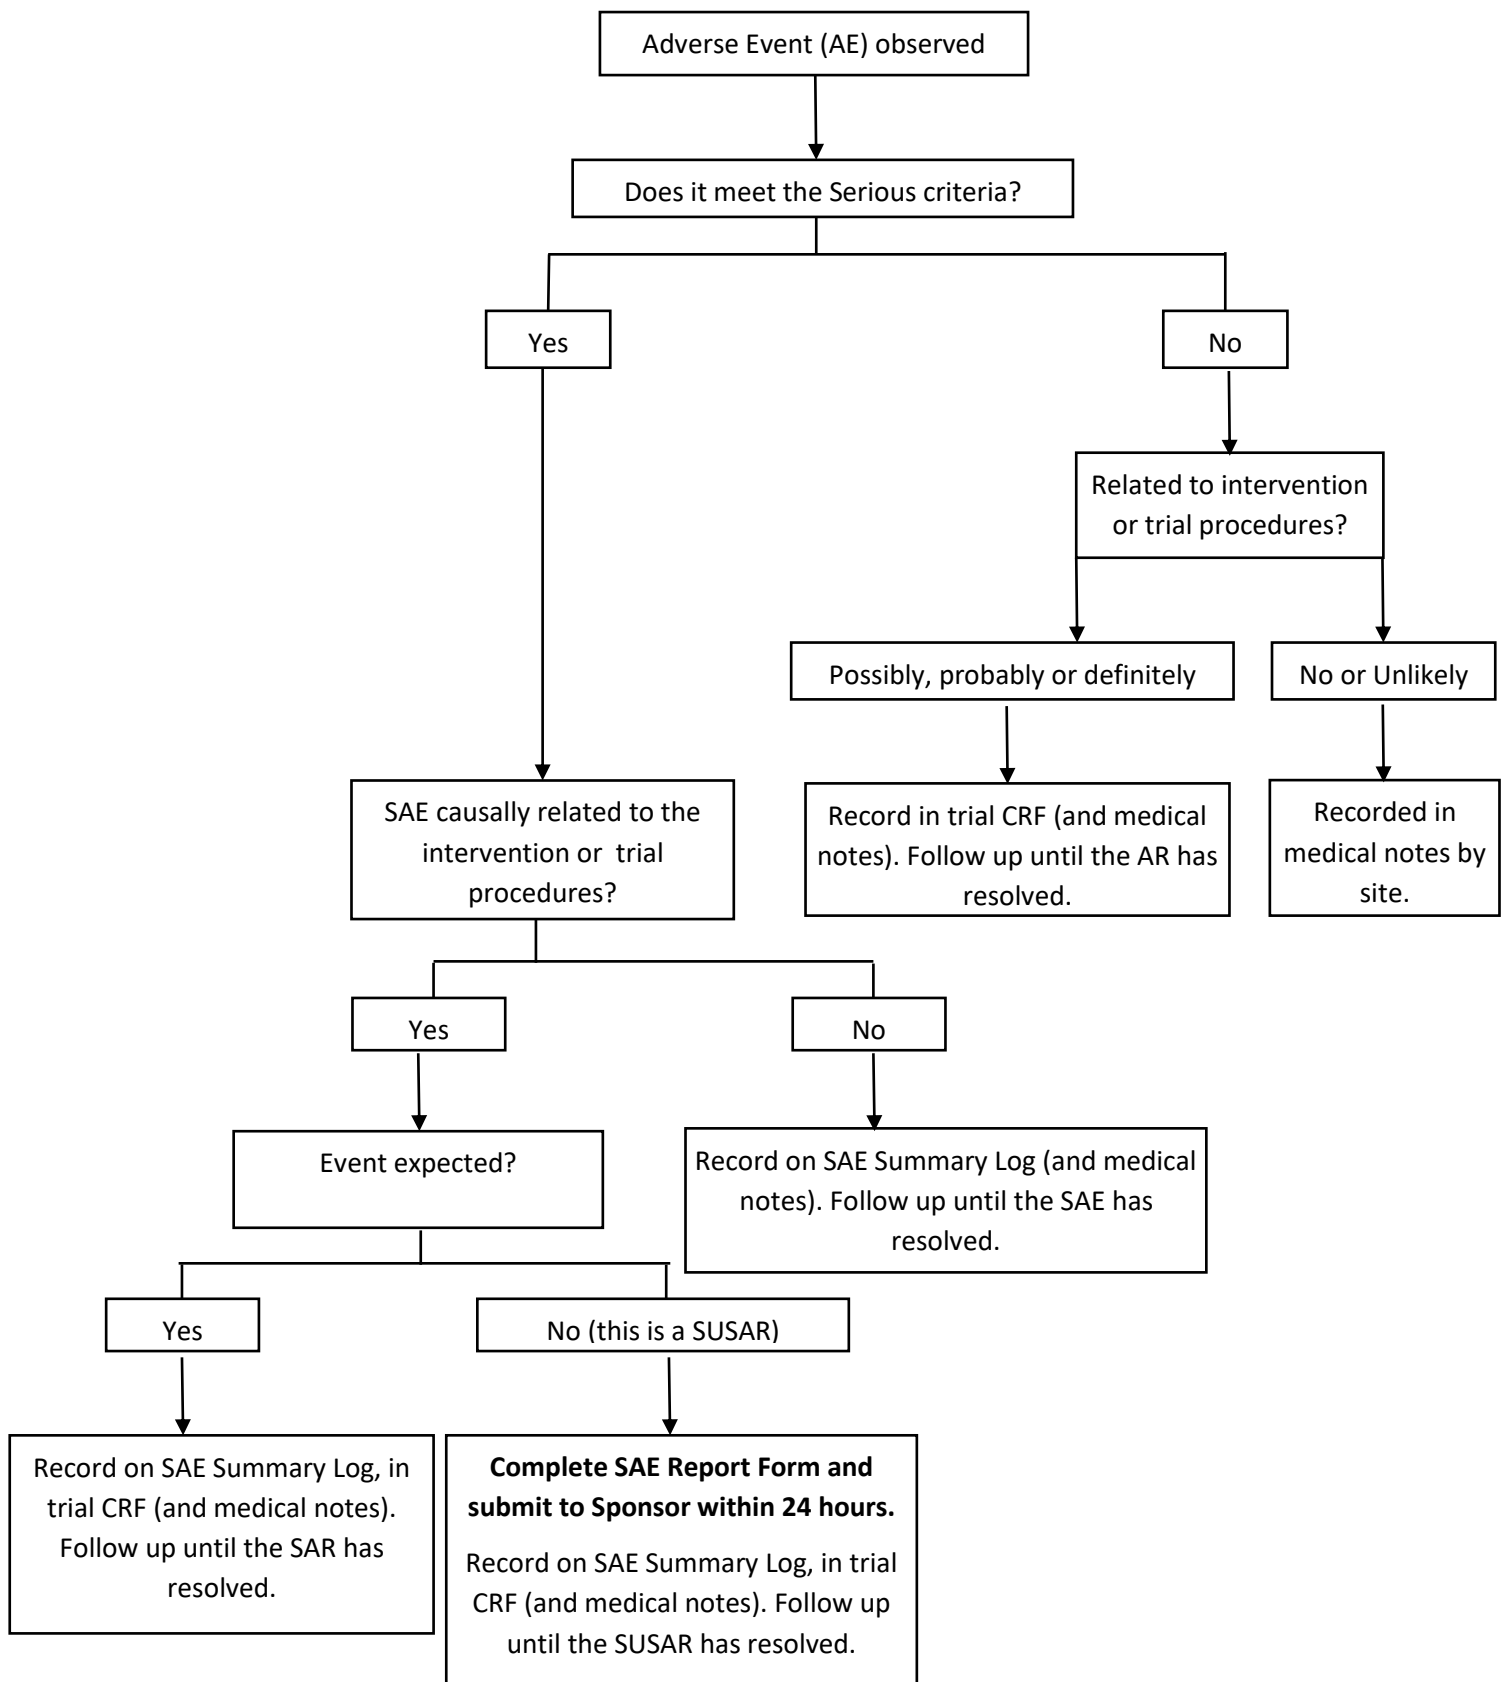 Adverse Event (AE) observed
Does it meet the Serious criteria?
Yes
No
Related to intervention
or trial procedures?
Possibly, probably or definitely
No or Unlikely
Record in trial CRF (and medical
notes). Follow up until the AR has
resolved.
Recorded in
medical notes by
site.
SAE causally related to the
intervention or trial
procedures?
Yes
No
Event expected?
Record on SAE Summary Log (and medical
notes). Follow up until the SAE has
resolved.
Yes
No (this is a SUSAR)
Record on SAE Summary Log, in
trial CRF (and medical notes).
Follow up until the SAR has
resolved.
Complete SAE Report Form and
submit to Sponsor within 24 hours.
Record on SAE Summary Log, in trial
CRF (and medical notes). Follow up
until the SUSAR has resolved.